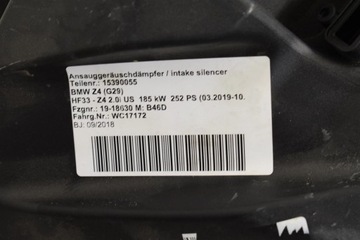 Ansauggeräuschdämpfer / intake silencer
Teilenr.: 15390055
BMW Z4 (G29)
HF33 - Z4 2.0i US 185 kW 252 PS (03.2019-10.
Fzgnr.: 19-18630 M: B46D
Fahrg.Nr.: WC17172
BJ: 09/2018